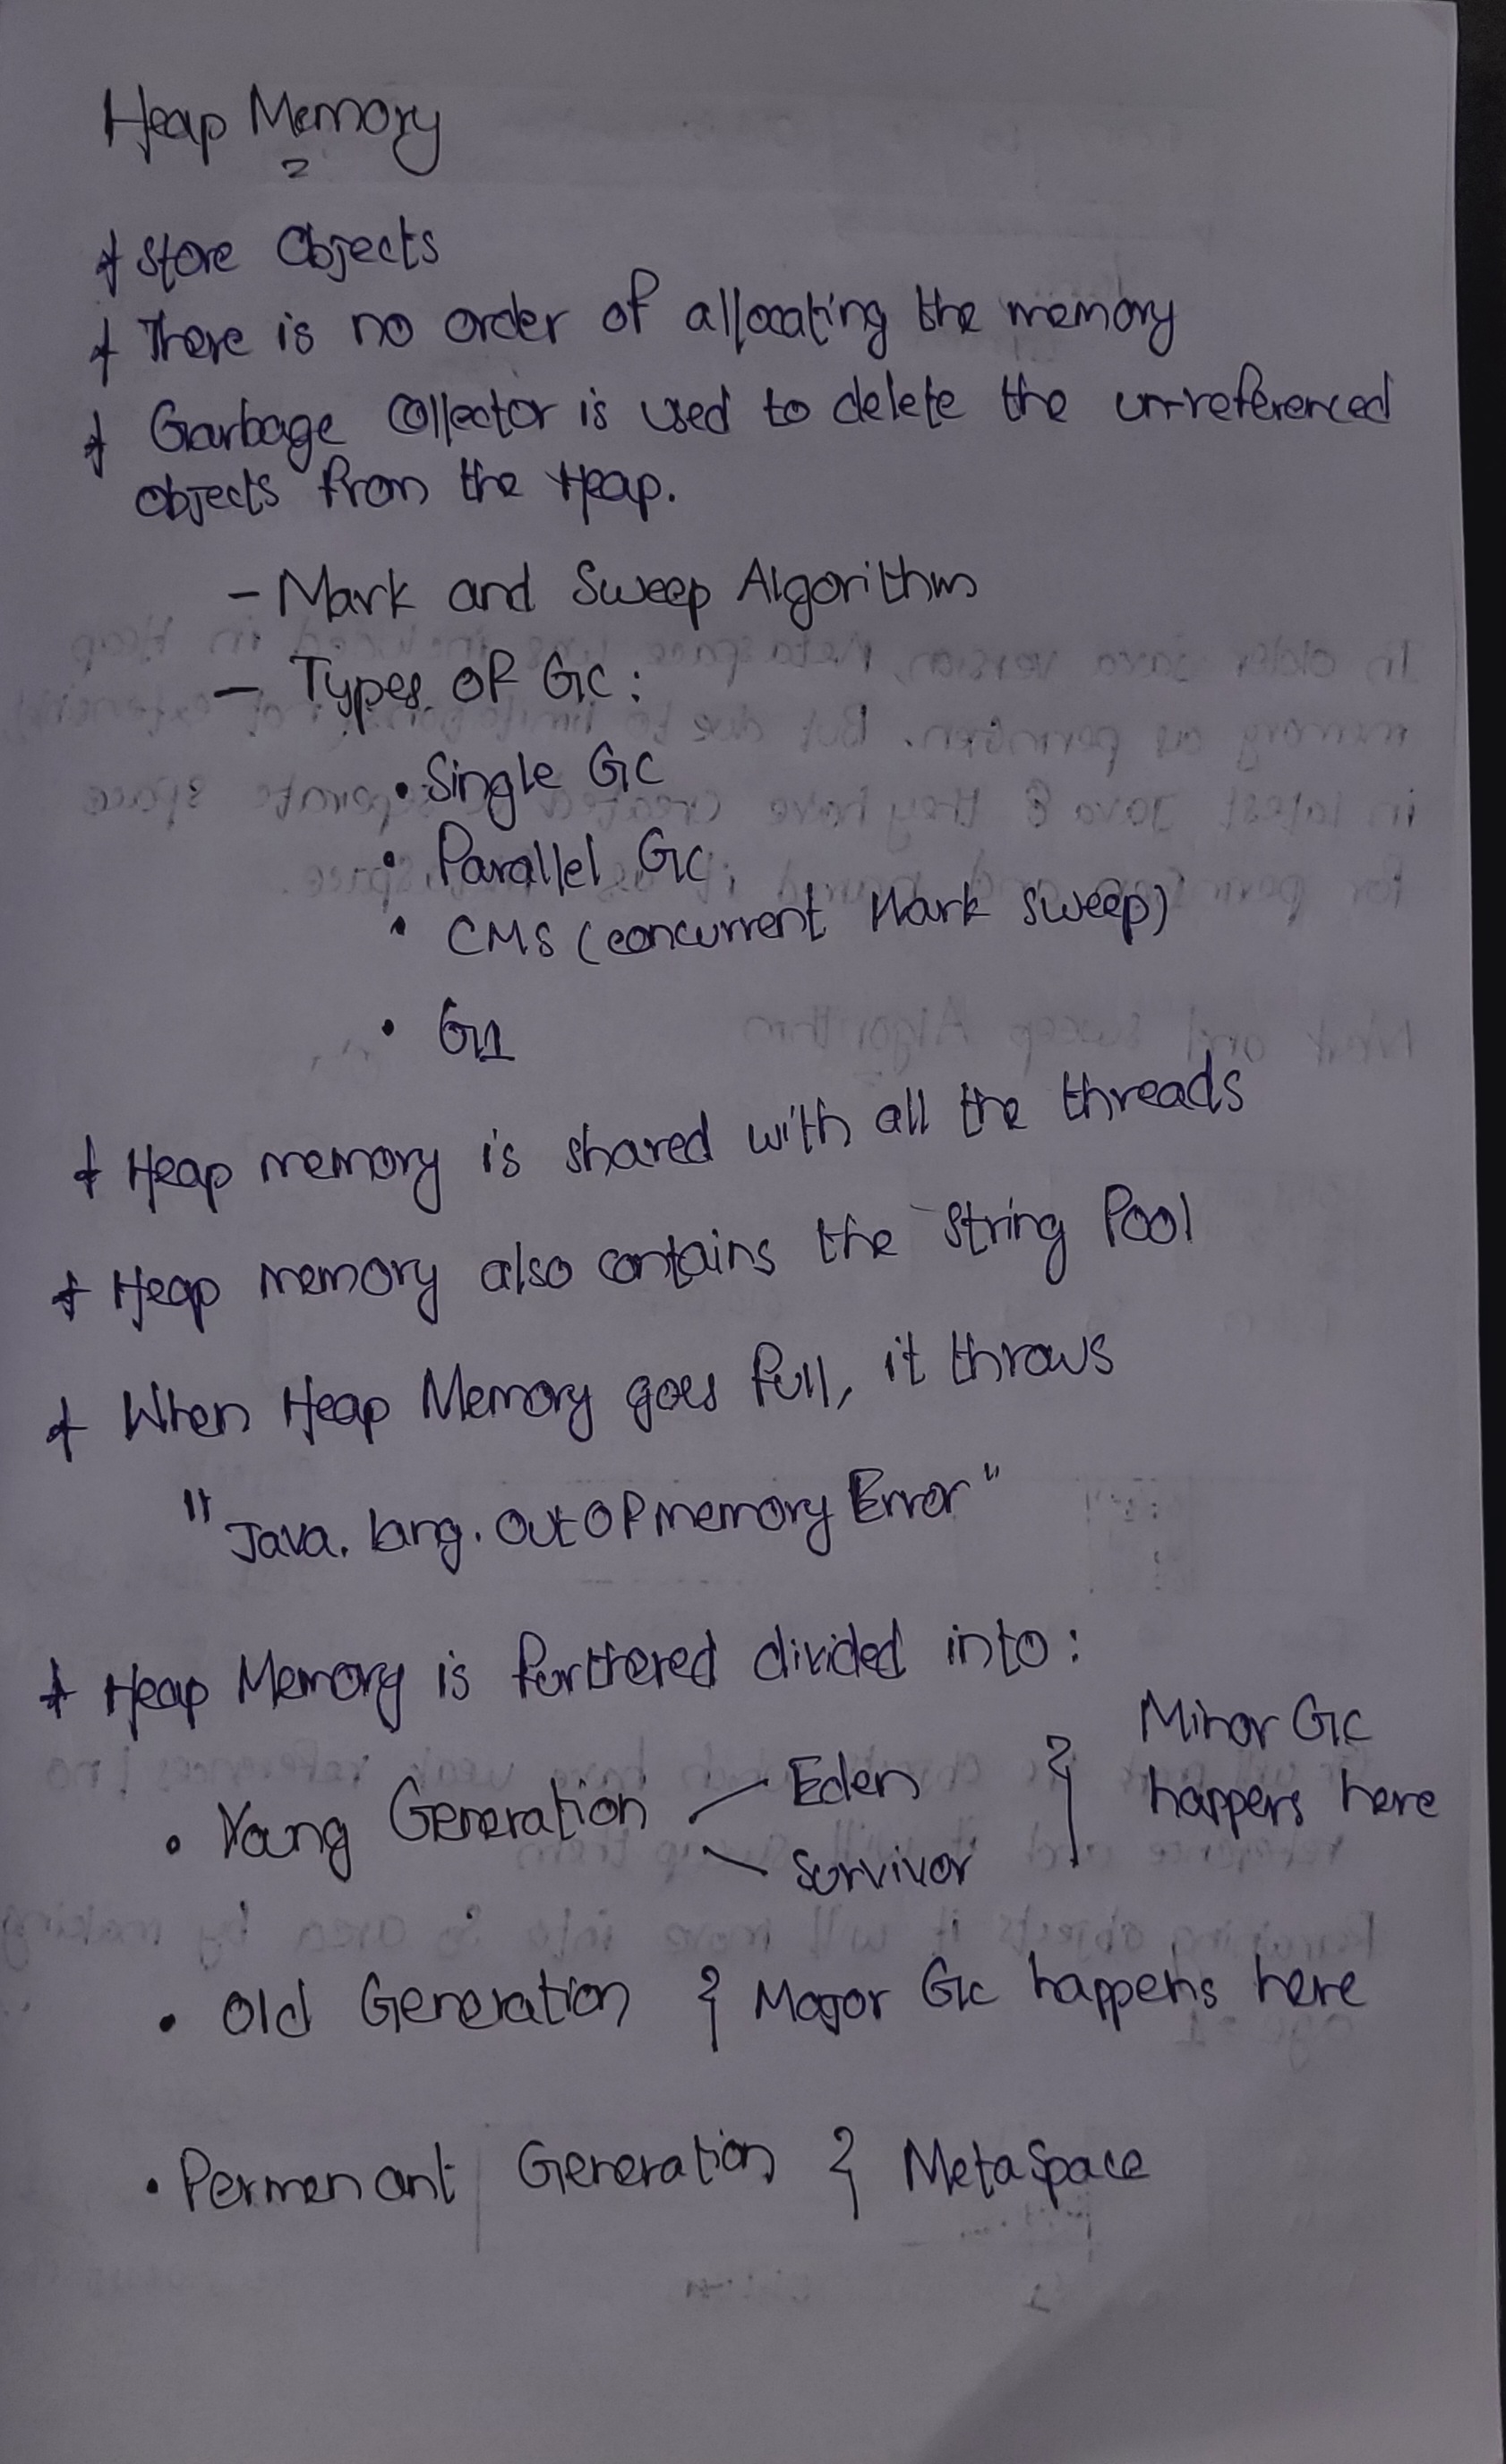 Heap Memory
* Store Objects
* There is no order of allocating the memory
* Garbage Collector is used to delete the un-referenced
objects from the Heap.
- Mark and Sweep Algorithm
- Types of GC :
• Single GC
• Parallel GC
• CMS (concurrent Mark Sweep)
• G1
* Heap memory is shared with all the threads
* Heap memory also contains the String Pool
* When Heap Memory goes full, it throws
"Java.lang.OutOfmemoryError"
* Heap Memory is furthered divided into :
• Young Generation - Eden } Minor GC
- Survivor happens here
• Old Generation } Major GC happens here
• Permenant Generation } MetaSpace